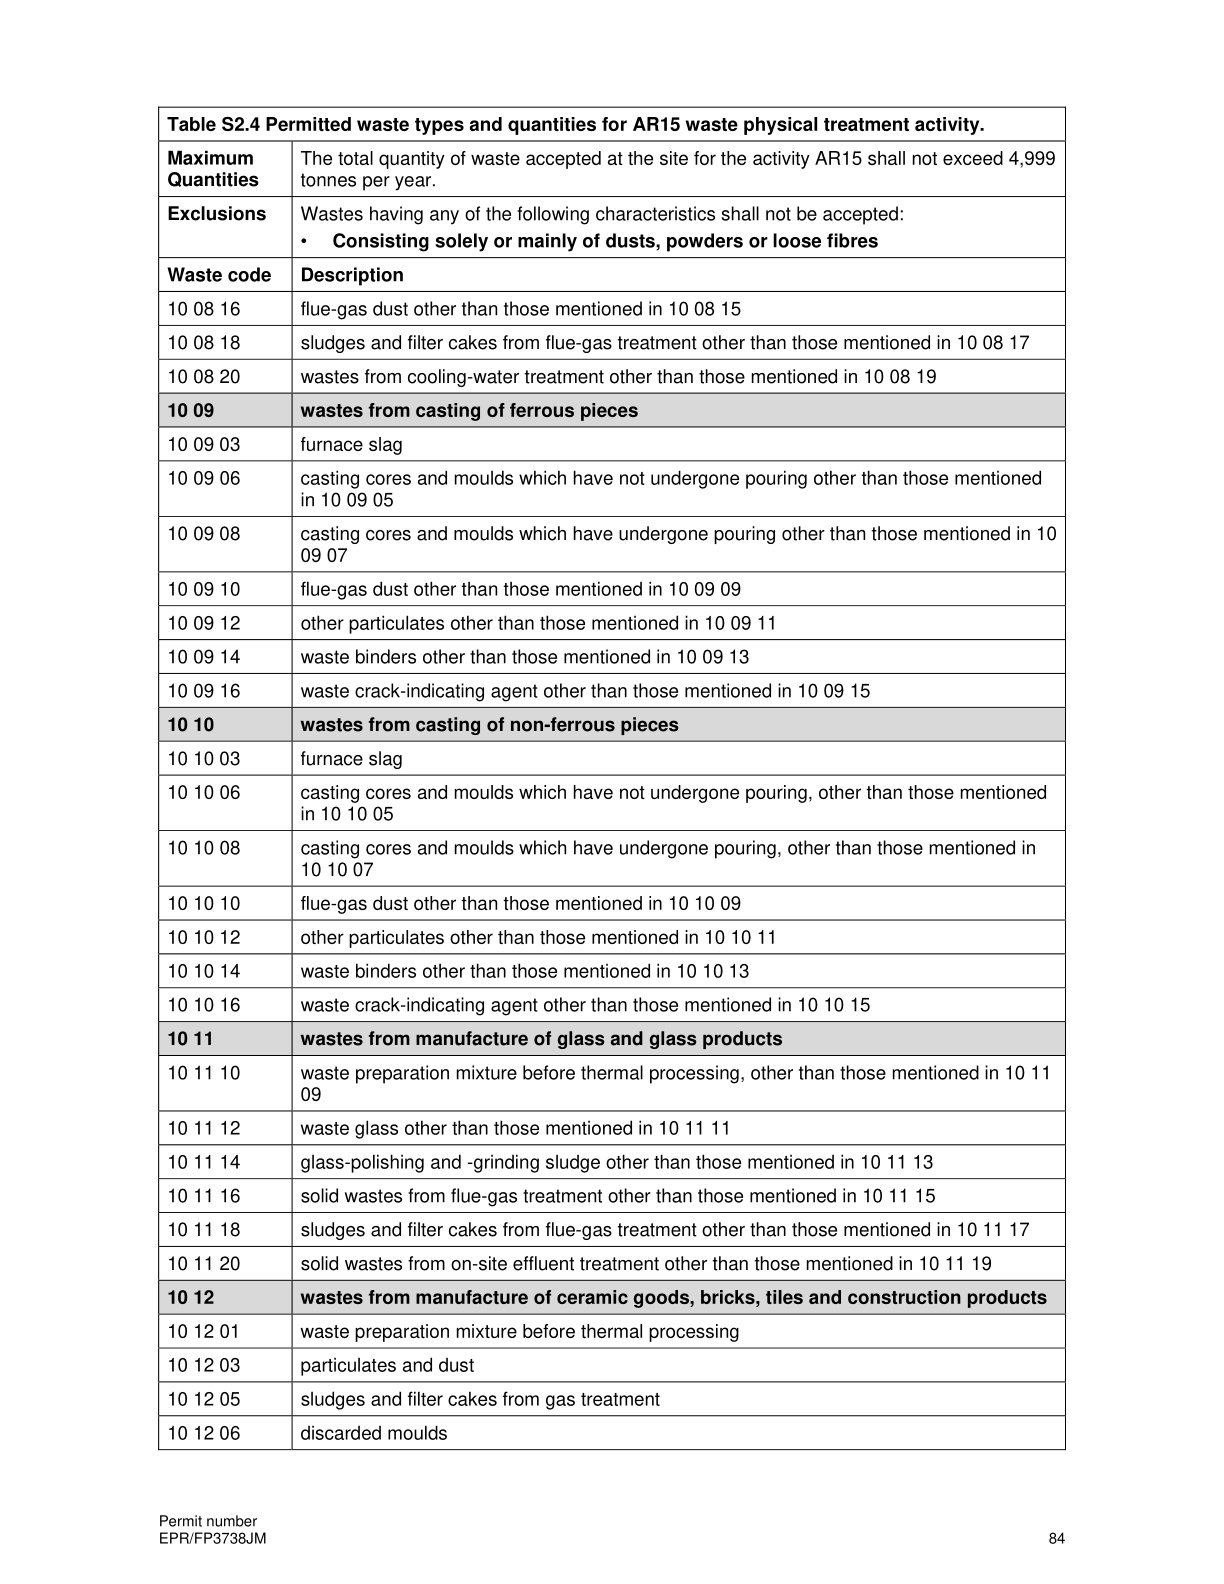 Table S2.4 Permitted waste types and quantities for AR15 waste physical treatment activity.
Maximum Quantities The total quantity of waste accepted at the site for the activity AR15 shall not exceed 4,999
tonnes per year.
Exclusions Wastes having any of the following characteristics shall not be accepted:
• Consisting solely or mainly of dusts, powders or loose fibres
Waste code Description
10 08 16 flue-gas dust other than those mentioned in 10 08 15
10 08 18 sludges and filter cakes from flue-gas treatment other than those mentioned in 10 08 17
10 08 20 wastes from cooling-water treatment other than those mentioned in 10 08 19
10 09 wastes from casting of ferrous pieces
10 09 03 furnace slag
10 09 06 casting cores and moulds which have not undergone pouring other than those mentioned
in 10 09 05
10 09 08 casting cores and moulds which have undergone pouring other than those mentioned in 10
09 07
10 09 10 flue-gas dust other than those mentioned in 10 09 09
10 09 12 other particulates other than those mentioned in 10 09 11
10 09 14 waste binders other than those mentioned in 10 09 13
10 09 16 waste crack-indicating agent other than those mentioned in 10 09 15
10 10 wastes from casting of non-ferrous pieces
10 10 03 furnace slag
10 10 06 casting cores and moulds which have not undergone pouring, other than those mentioned
in 10 10 05
10 10 08 casting cores and moulds which have undergone pouring, other than those mentioned in
10 10 07
10 10 10 flue-gas dust other than those mentioned in 10 10 09
10 10 12 other particulates other than those mentioned in 10 10 11
10 10 14 waste binders other than those mentioned in 10 10 13
10 10 16 waste crack-indicating agent other than those mentioned in 10 10 15
10 11 wastes from manufacture of glass and glass products
10 11 10 waste preparation mixture before thermal processing, other than those mentioned in 10 11
09
10 11 12 waste glass other than those mentioned in 10 11 11
10 11 14 glass-polishing and -grinding sludge other than those mentioned in 10 11 13
10 11 16 solid wastes from flue-gas treatment other than those mentioned in 10 11 15
10 11 18 sludges and filter cakes from flue-gas treatment other than those mentioned in 10 11 17
10 11 20 solid wastes from on-site effluent treatment other than those mentioned in 10 11 19
10 12 wastes from manufacture of ceramic goods, bricks, tiles and construction products
10 12 01 waste preparation mixture before thermal processing
10 12 03 particulates and dust
10 12 05 sludges and filter cakes from gas treatment
10 12 06 discarded moulds
Permit number
EPR/FP3738JM 84